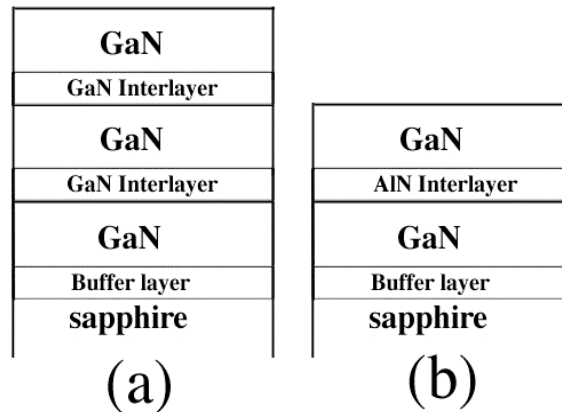 GaN
GaN Interlayer
GaN
GaN Interlayer
GaN
Buffer layer
sapphire
(a)
GaN
AlN Interlayer
GaN
Buffer layer
sapphire
(b)